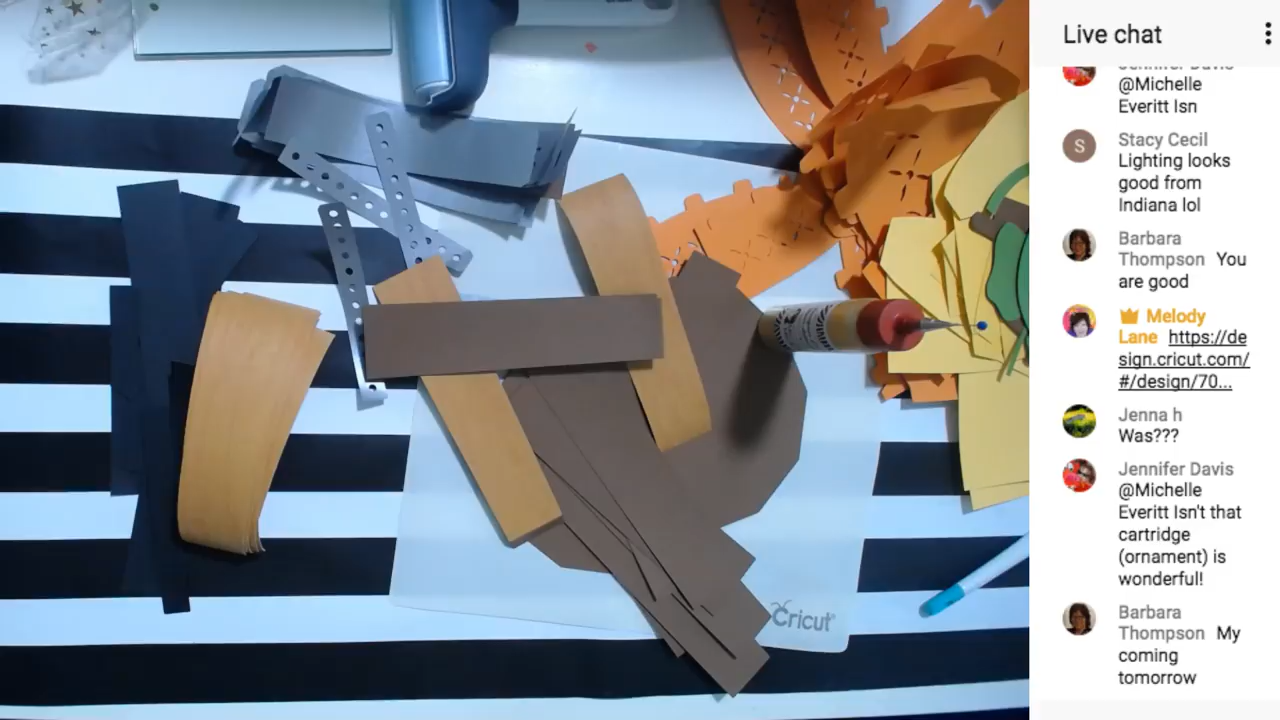 Live chat
@Michelle
Everitt Isn
Stacy Cecil
Lighting looks
good from
Indiana lol
Barbara
Thompson You
are good
Melody
Lane https://de
sign.cricut.com/
#/design/70...
Jenna h
Was???
Jennifer Davis
@Michelle
Everitt Isn't that
cartridge
(ornament) is
wonderful!
Barbara
Thompson My
coming
tomorrow
S
Cricut